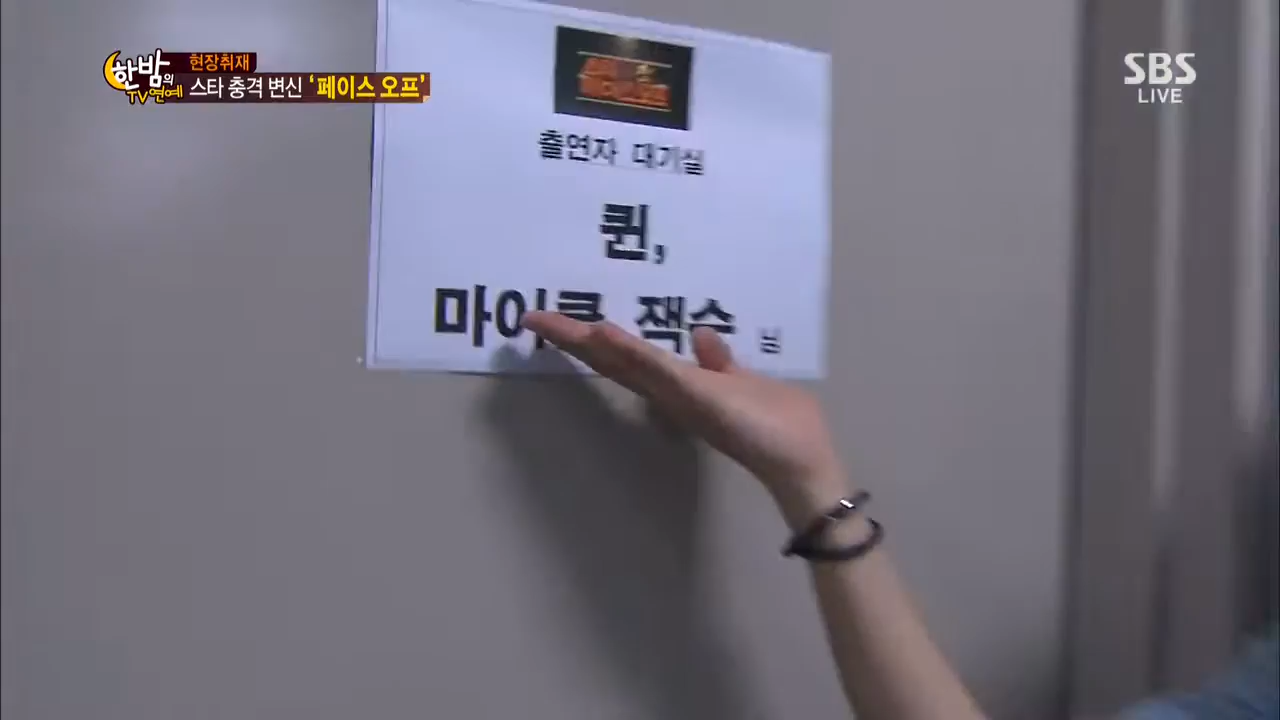 한밤의
TV연예
현장취재
스타 충격 변신 '페이스 오프'
SBS
LIVE
출연자 대기실
퀸,
마이클 잭슨 님